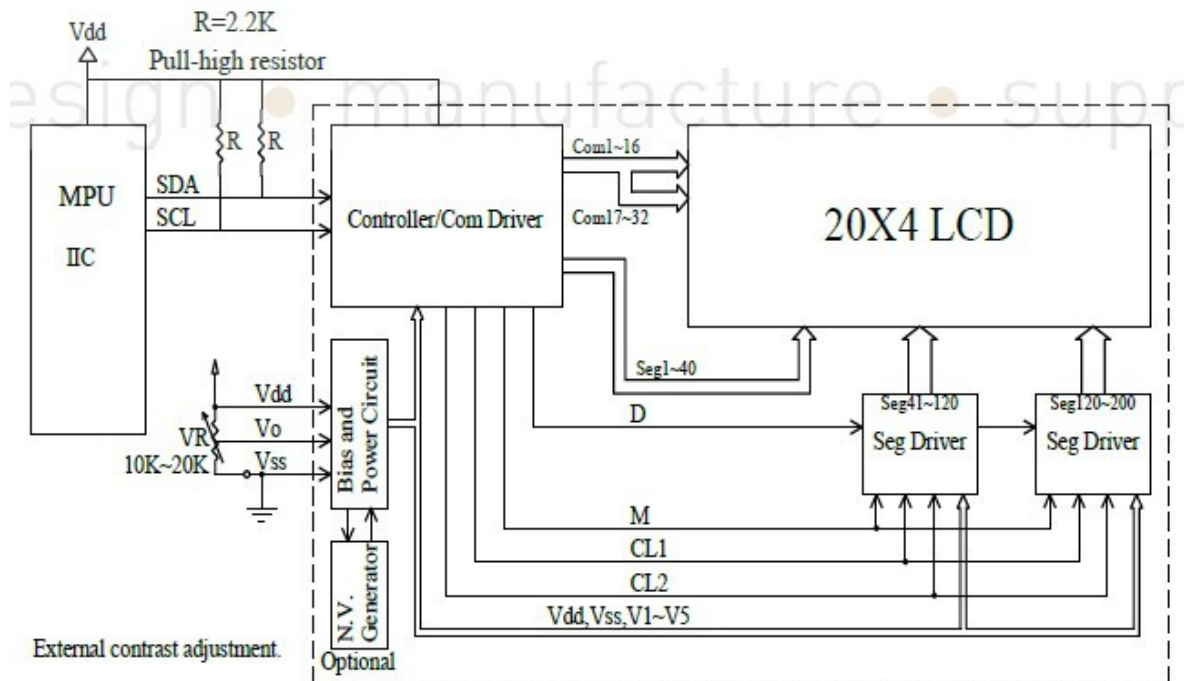 R=2.2K
Vdd
Pull-high resistor
esign • manufacture • supp
R
R
MPU
IIC
SDA
SCL
Controller/Com Driver
Com1~16
Com17~32
20X4 LCD
Seg1~40
Vdd
Vo
Vss
VR
10K~20K
Bias and
Power Circuit
N.V.
Generator
Optional
D
Seg41~120
Seg Driver
Seg120~200
Seg Driver
M
CL1
CL2
Vdd,Vss,V1~V5
External contrast adjustment.